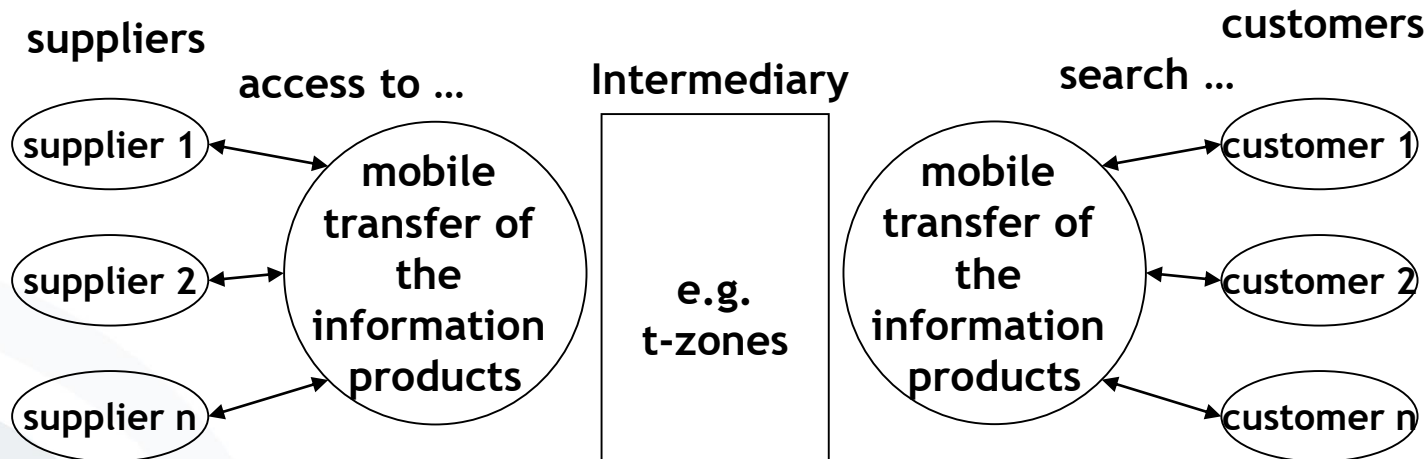 suppliers
customers
access to ...
Intermediary
search ...
supplier 1
supplier 2
supplier n
mobile
transfer of
the
information
products
e.g.
t-zones
mobile
transfer of
the
information
products
customer 1
customer 2
customer n